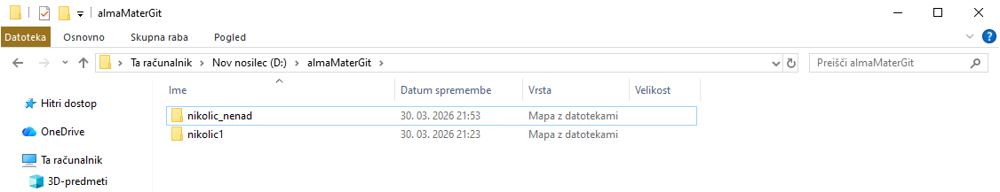 almaMaterGit
Datoteka Osnovno Skupna raba Pogled
Ta računalnik Nov nosilec (D:) almaMaterGit Preišči almaMaterGit
Ime Datum spremembe Vrsta Velikost
Hitri dostop
nikolic_nenad 30. 03. 2026 21:53 Mapa z datotekami
nikolic1 30. 03. 2026 21:23 Mapa z datotekami
OneDrive
Ta računalnik
3D-predmeti